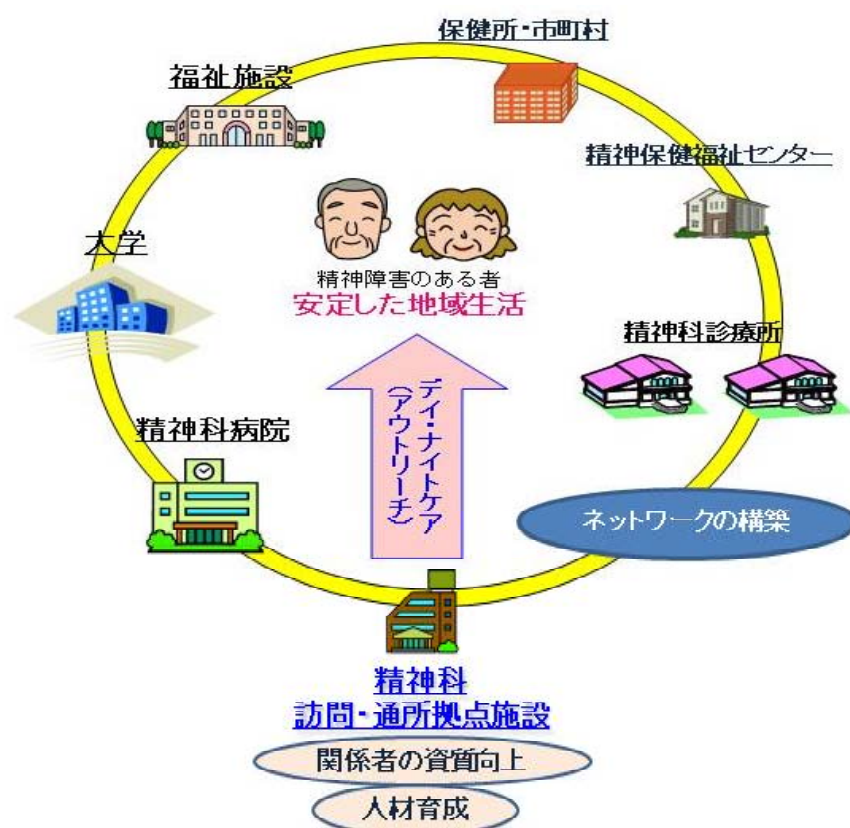 保健所・市町村
福祉施設
精神保健福祉センター
大学
精神障害のある者
安定した地域生活
精神科診療所
デイ・ナイトケア
(アウトリーチ)
精神科病院
ネットワークの構築
精神科
訪問・通所拠点施設
関係者の資質向上
人材育成